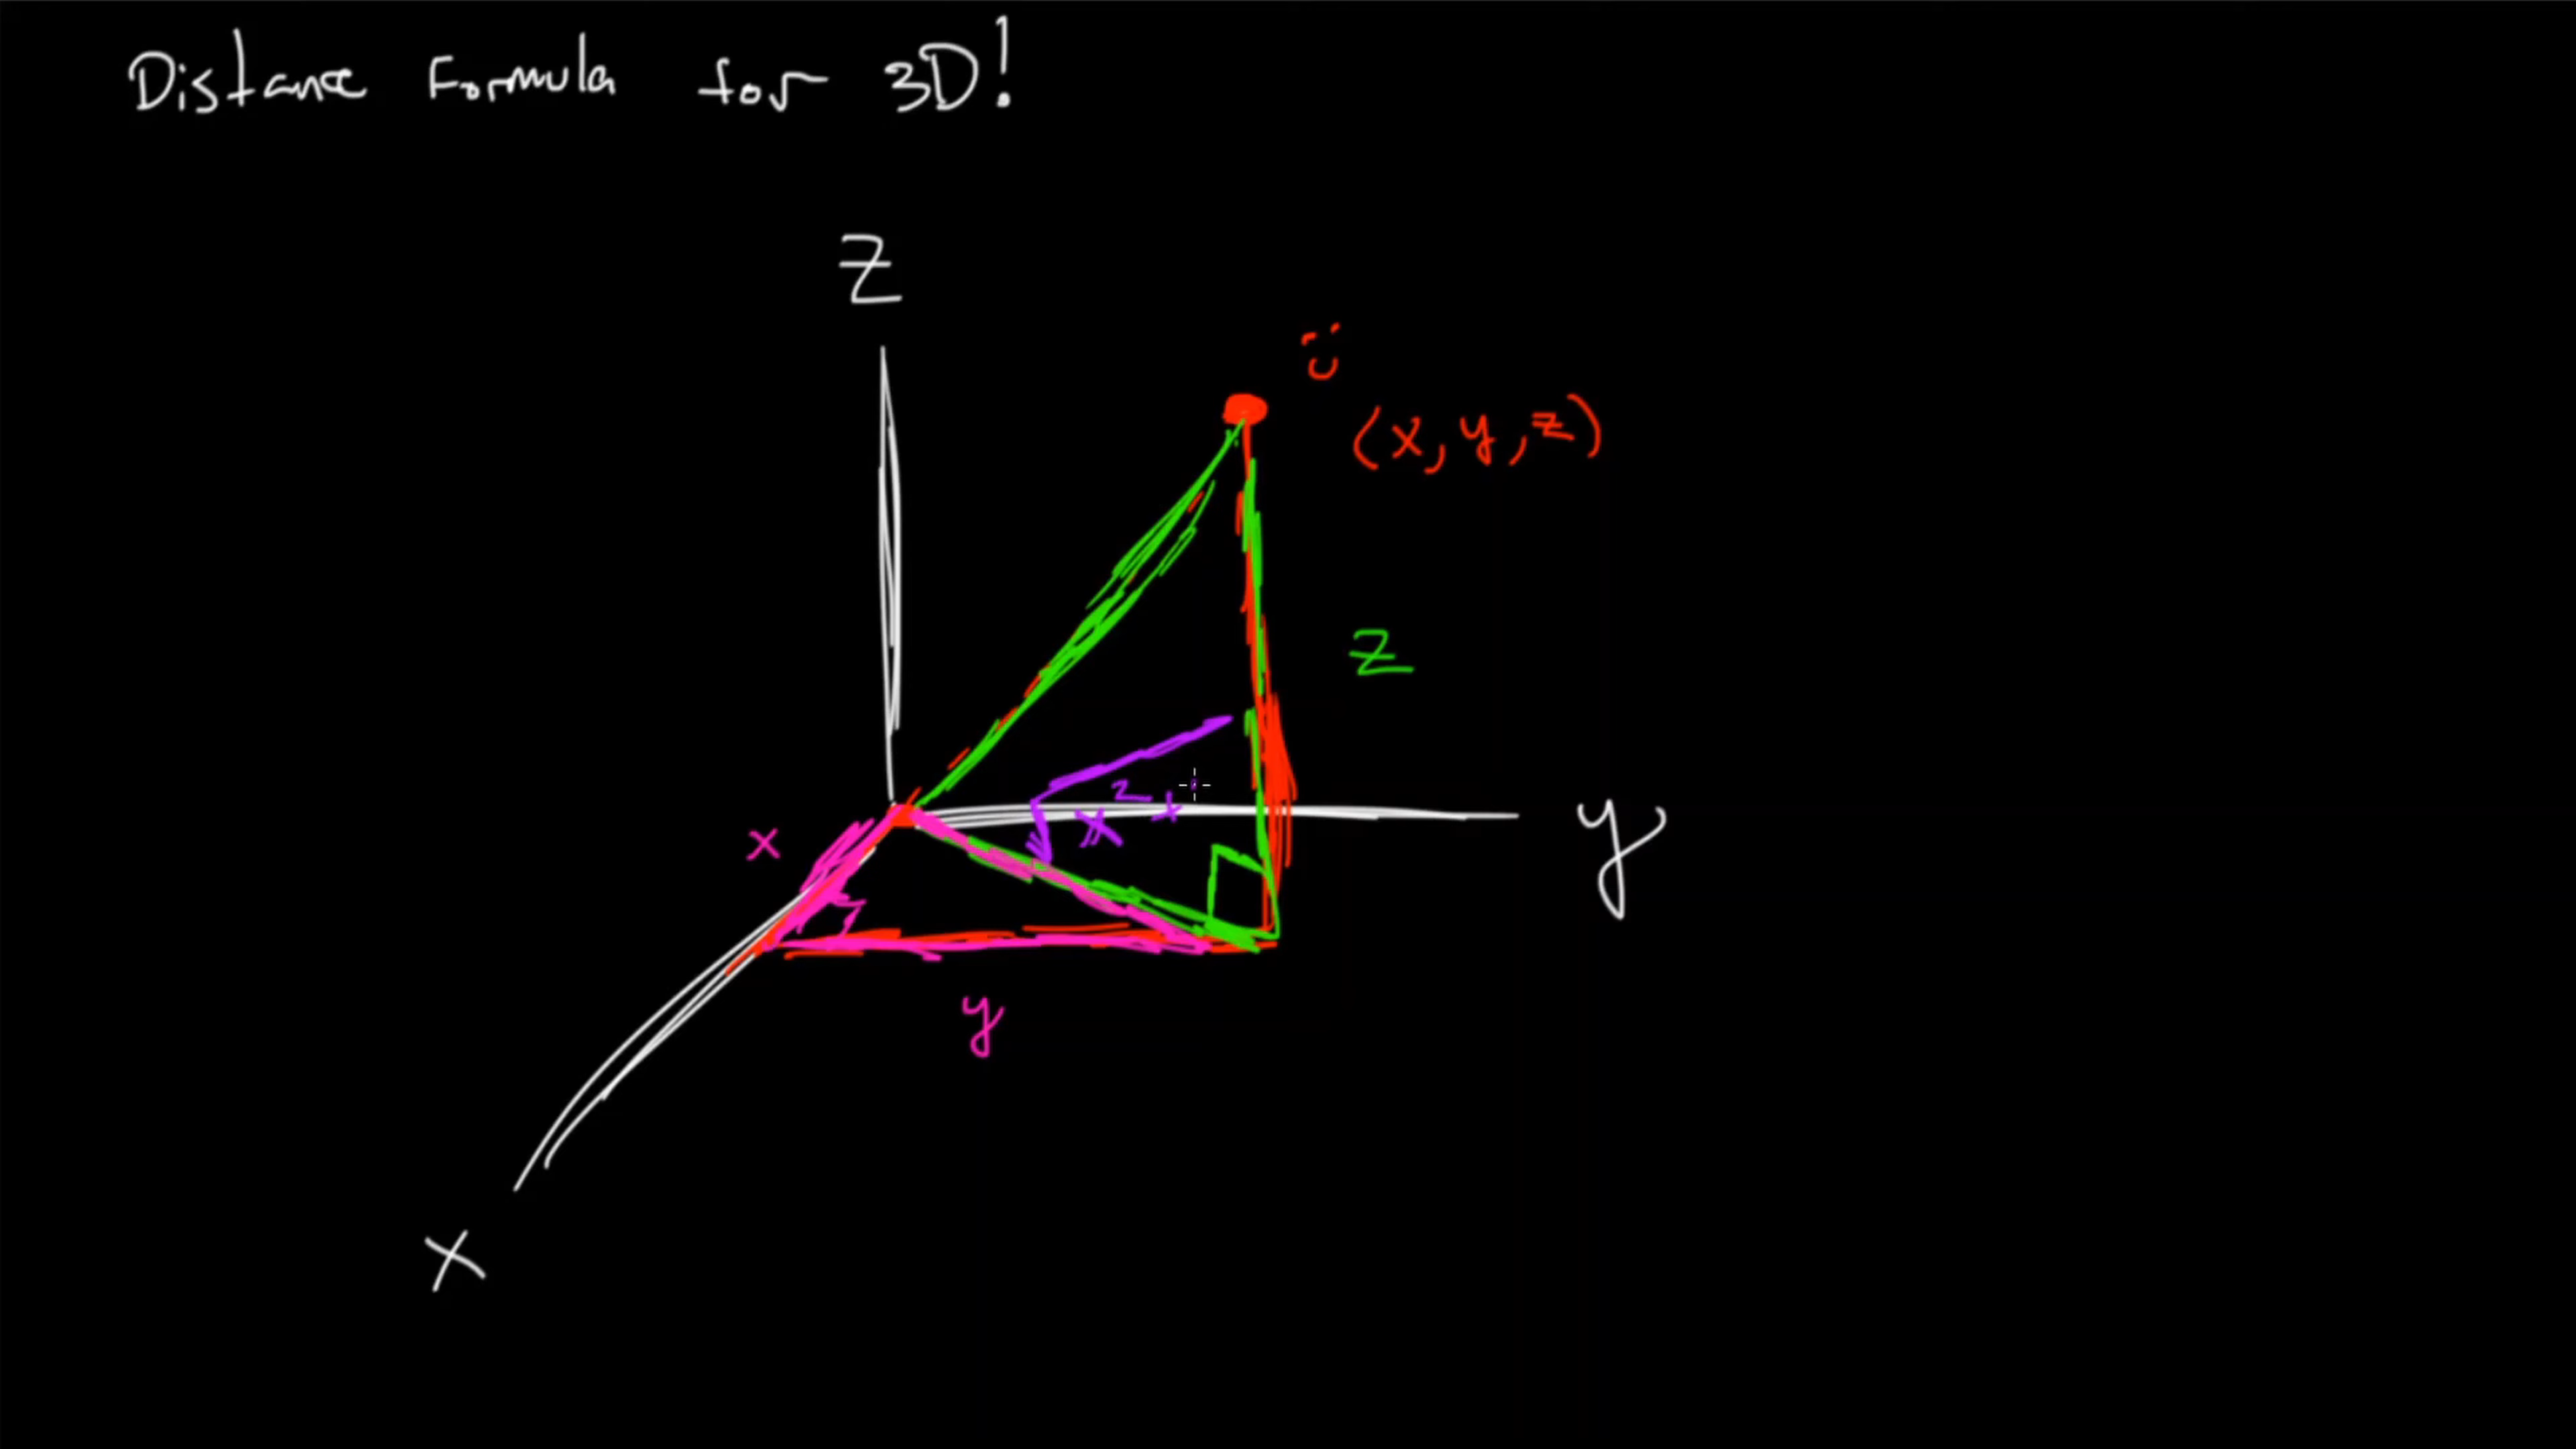 Distance Formula for 3D!
Z
(x, y, z)
z
x² +
x
y
y
x